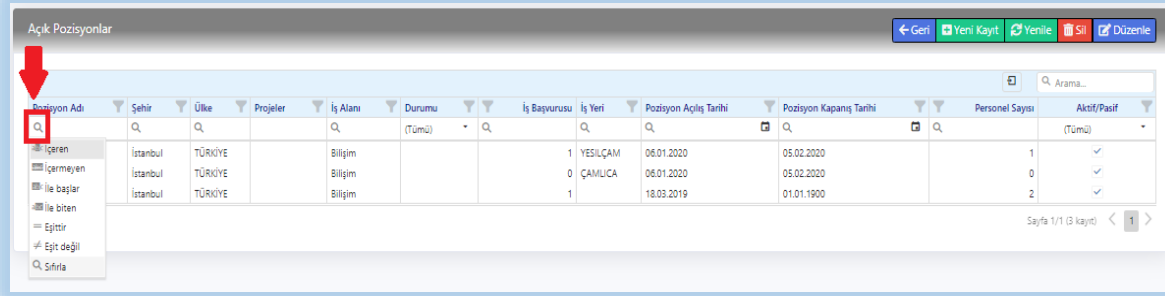 Açık Pozisyonlar
Geri Yeni Kayıt Yenile Sil Düzenle
Arama...
Pozisyon Adı Şehir Ülke Projeler İş Alanı Durumu İş Başvurusu İş Yeri Pozisyon Açılış Tarihi Pozisyon Kapanış Tarihi Personel Sayısı Aktif/Pasif
(Tümü) (Tümü)
İçeren
İstanbul TÜRKİYE Bilişim 1 YESILÇAM 06.01.2020 05.02.2020 1
İçermeyen
İstanbul TÜRKİYE Bilişim 0 ÇAMLICA 06.01.2020 05.02.2020 0
İle başlar
İstanbul TÜRKİYE Bilişim 1 18.03.2019 01.01.1900 2
İle biten
Eşittir
Sayfa 1/1 (3 kayıt) 1
Eşit değil
Sıfırla